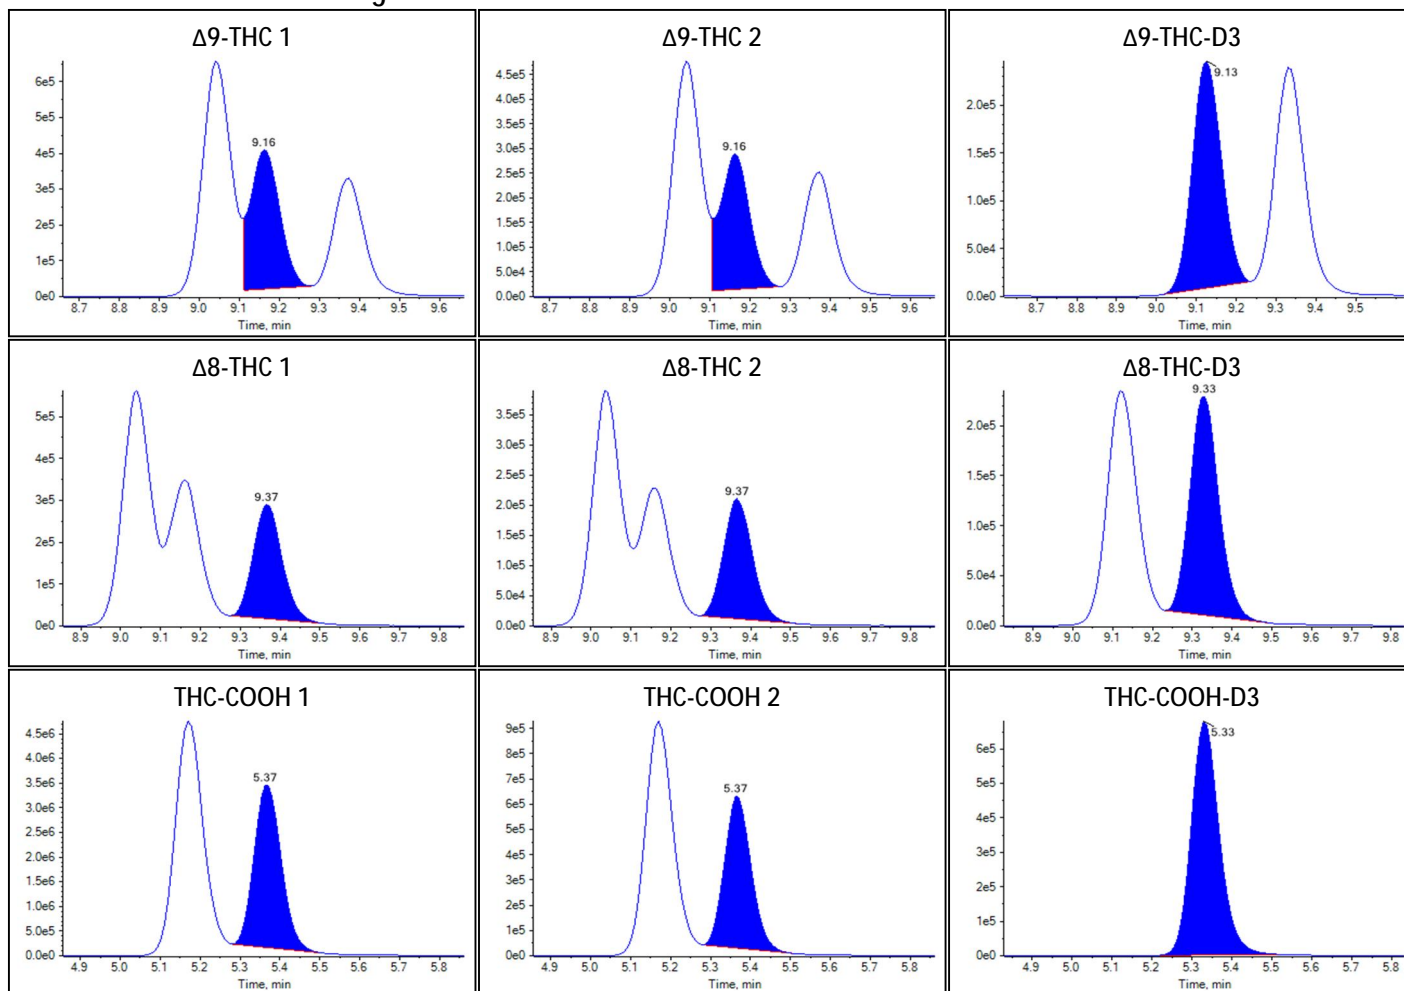 Δ9-THC 1
6e5
5e5
4e5
3e5
2e5
1e5
0e0
9.16
8.7 8.8 8.9 9.0 9.1 9.2 9.3 9.4 9.5 9.6
Time, min
Δ9-THC 2
4.5e5
4.0e5
3.5e5
3.0e5
2.5e5
2.0e5
1.5e5
1.0e5
5.0e4
0.0e0
9.16
8.7 8.8 8.9 9.0 9.1 9.2 9.3 9.4 9.5 9.6
Time, min
Δ9-THC-D3
2.0e5
1.5e5
1.0e5
5.0e4
0.0e0
9.13
8.7 8.8 8.9 9.0 9.1 9.2 9.3 9.4 9.5
Time, min
Δ8-THC 1
5e5
4e5
3e5
2e5
1e5
0e0
9.37
8.9 9.0 9.1 9.2 9.3 9.4 9.5 9.6 9.7 9.8
Time, min
Δ8-THC 2
3.5e5
3.0e5
2.5e5
2.0e5
1.5e5
1.0e5
5.0e4
0.0e0
9.37
8.9 9.0 9.1 9.2 9.3 9.4 9.5 9.6 9.7 9.8
Time, min
Δ8-THC-D3
2.0e5
1.5e5
1.0e5
5.0e4
0.0e0
9.33
8.9 9.0 9.1 9.2 9.3 9.4 9.5 9.6 9.7 9.8
Time, min
THC-COOH 1
4.5e6
4.0e6
3.5e6
3.0e6
2.5e6
2.0e6
1.5e6
1.0e6
5.0e5
0.0e0
5.37
4.9 5.0 5.1 5.2 5.3 5.4 5.5 5.6 5.7 5.8
Time, min
THC-COOH 2
9e5
8e5
7e5
6e5
5e5
4e5
3e5
2e5
1e5
0e0
5.37
4.9 5.0 5.1 5.2 5.3 5.4 5.5 5.6 5.7 5.8
Time, min
THC-COOH-D3
6e5
5e5
4e5
3e5
2e5
1e5
0e0
5.33
4.9 5.0 5.1 5.2 5.3 5.4 5.5 5.6 5.7 5.8
Time, min